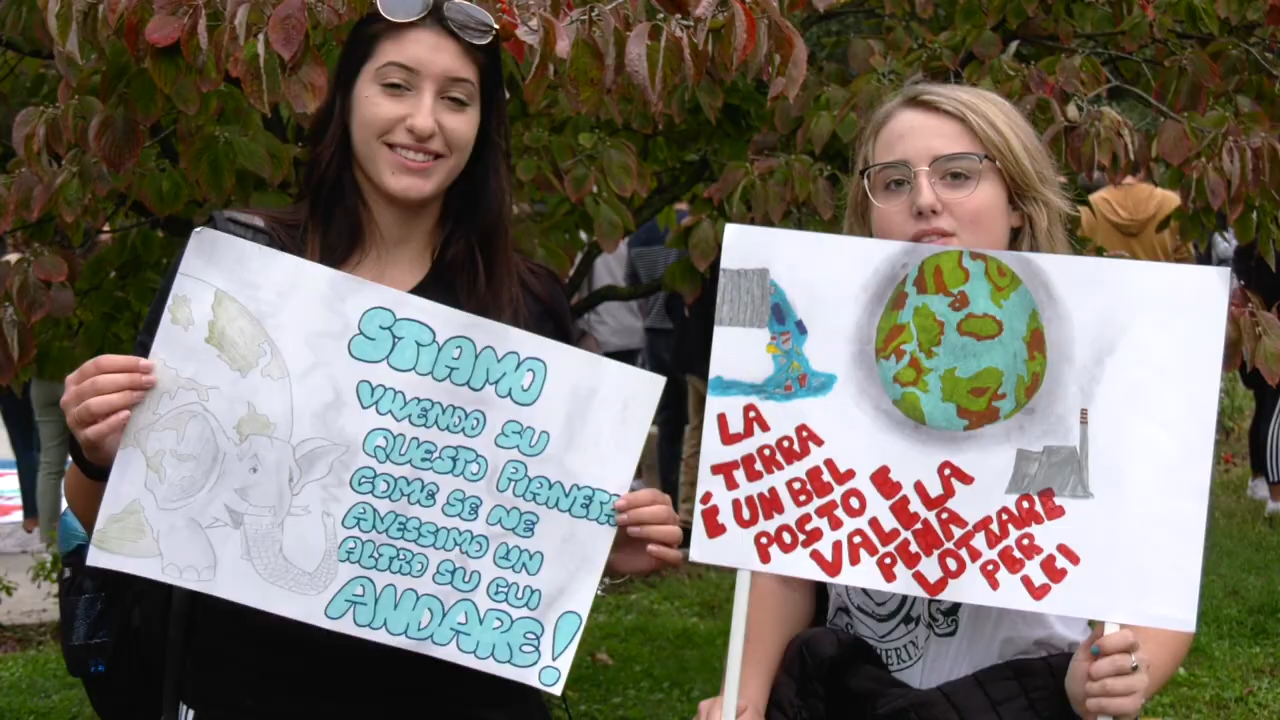 STIAMO
VIVENDO SU
QUESTO PIANETA
COME SE NE
AVESSIMO UN
ALTRO SU CUI
ANDARE!
LA
TERRA
É UN BEL
POSTO E
VALE LA
PENA
LOTTARE
PER
LEI